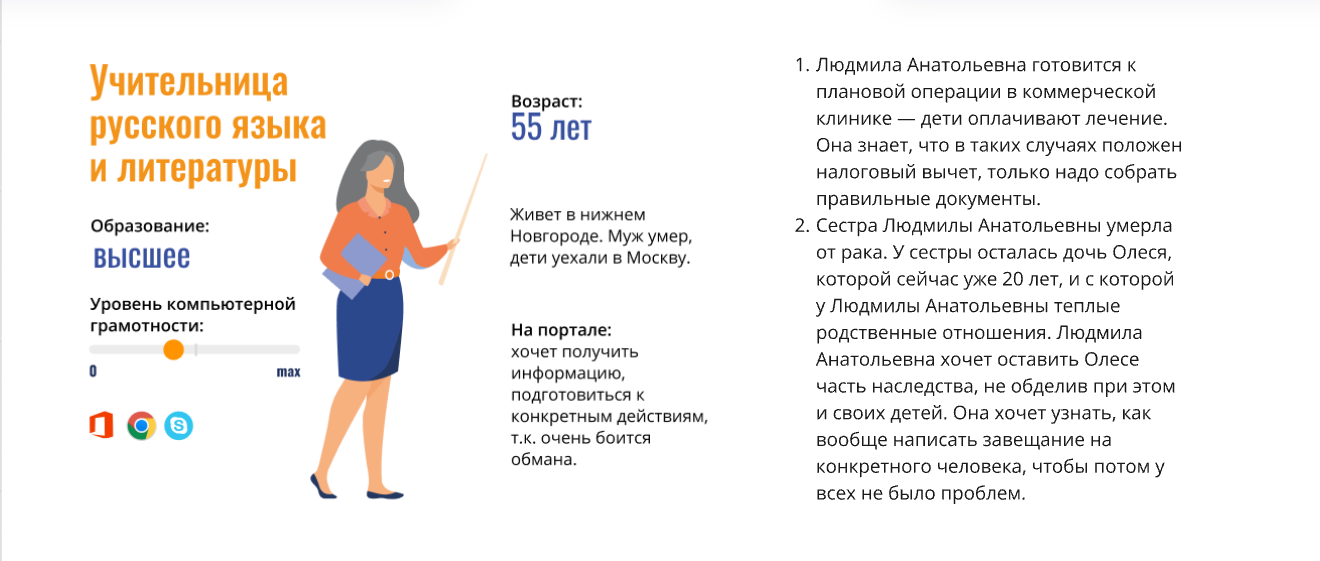 Учительница
русского языка
и литературы
Образование:
высшее
Уровень компьютерной
грамотности:
0 max
Возраст:
55 лет
Живет в нижнем
Новгороде. Муж умер,
дети уехали в Москву.
На портале:
хочет получить
информацию,
подготовиться к
конкретным действиям,
т.к. очень боится
обмана.
1. Людмила Анатольевна готовится к
плановой операции в коммерческой
клинике — дети оплачивают лечение.
Она знает, что в таких случаях положен
налоговый вычет, только надо собрать
правильные документы.
2. Сестра Людмилы Анатольевны умерла
от рака. У сестры осталась дочь Олеся,
которой сейчас уже 20 лет, и с которой
у Людмилы Анатольевны теплые
родственные отношения. Людмила
Анатольевна хочет оставить Олесе
часть наследства, не обделив при этом
и своих детей. Она хочет узнать, как
вообще написать завещание на
конкретного человека, чтобы потом у
всех не было проблем.